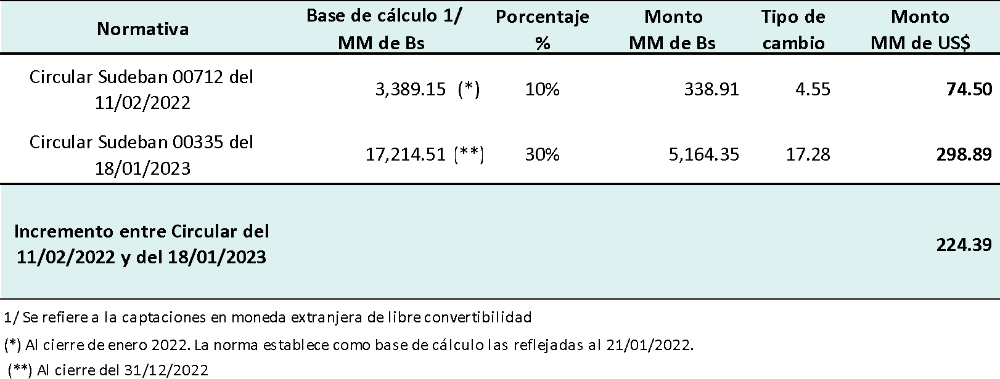 Normativa Base de cálculo 1/ MM de Bs Porcentaje % Monto MM de Bs Tipo de cambio Monto MM de US$
Circular Sudeban 00712 del 11/02/2022 3,389.15 (*) 10% 338.91 4.55 74.50
Circular Sudeban 00335 del 18/01/2023 17,214.51 (**) 30% 5,164.35 17.28 298.89
Incremento entre Circular del 11/02/2022 y del 18/01/2023 224.39
1/ Se refiere a la captaciones en moneda extranjera de libre convertibilidad
(*) Al cierre de enero 2022. La norma establece como base de cálculo las reflejadas al 21/01/2022.
(**) Al cierre del 31/12/2022